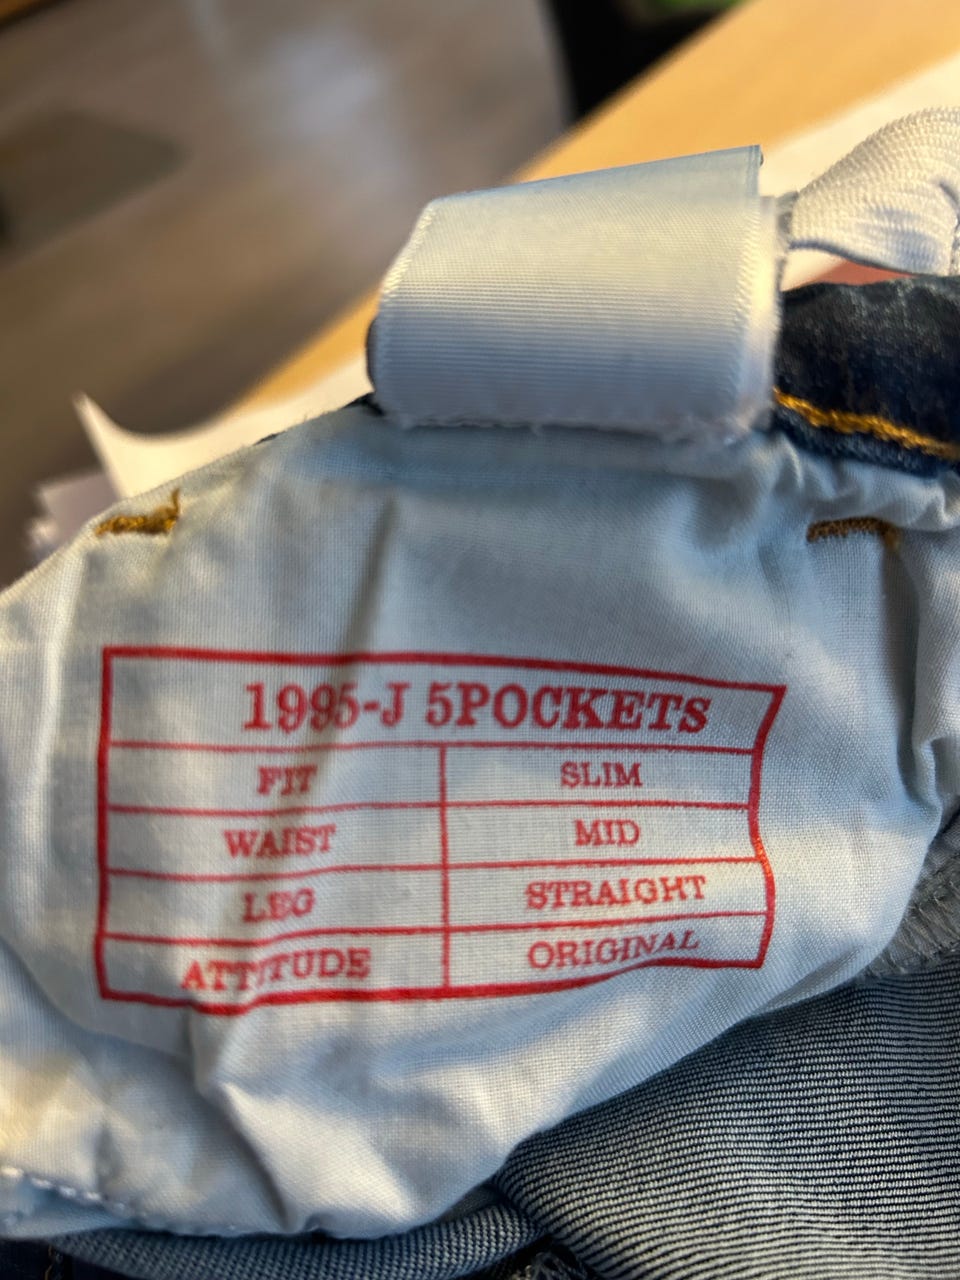 1995-J 5POCKETS
FIT SLIM
WAIST MID
LEG STRAIGHT
ATTITUDE ORIGINAL